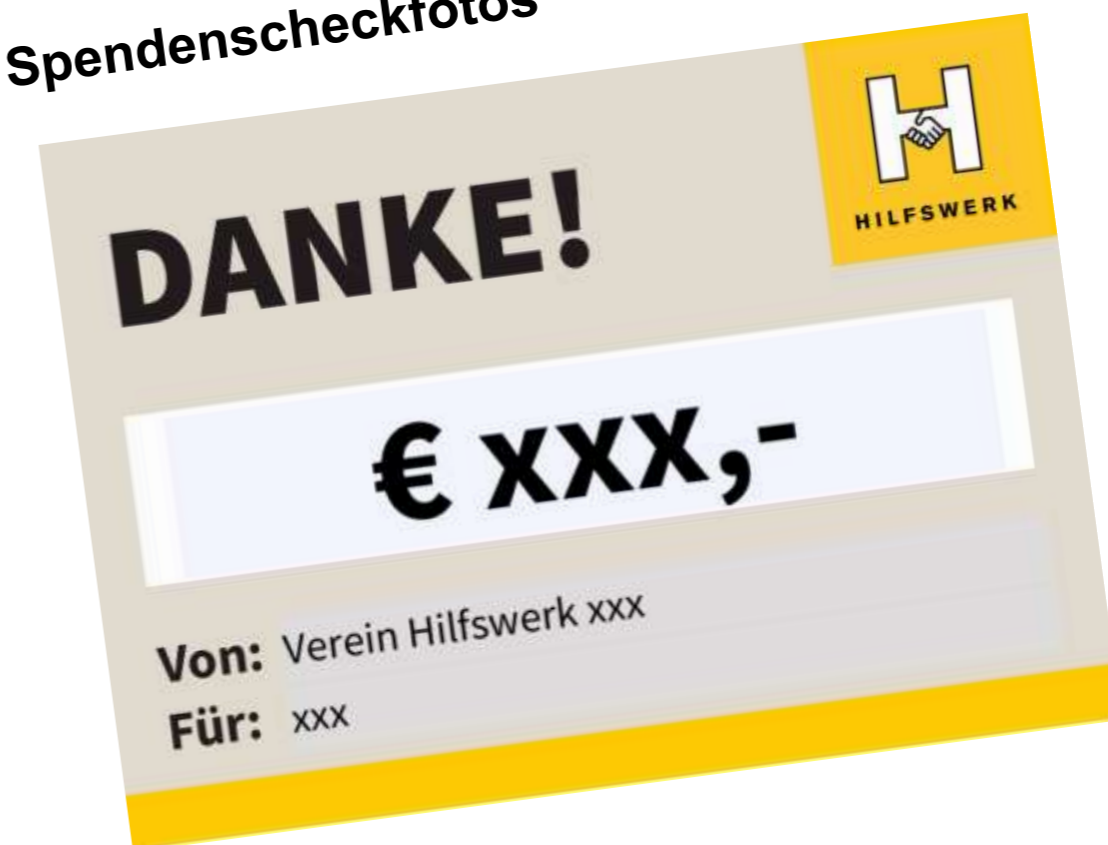 Spendenscheckfotos
H
HILFSWERK
DANKE!
€ xxx,-
Von: Verein Hilfswerk xxx
Für: xxx